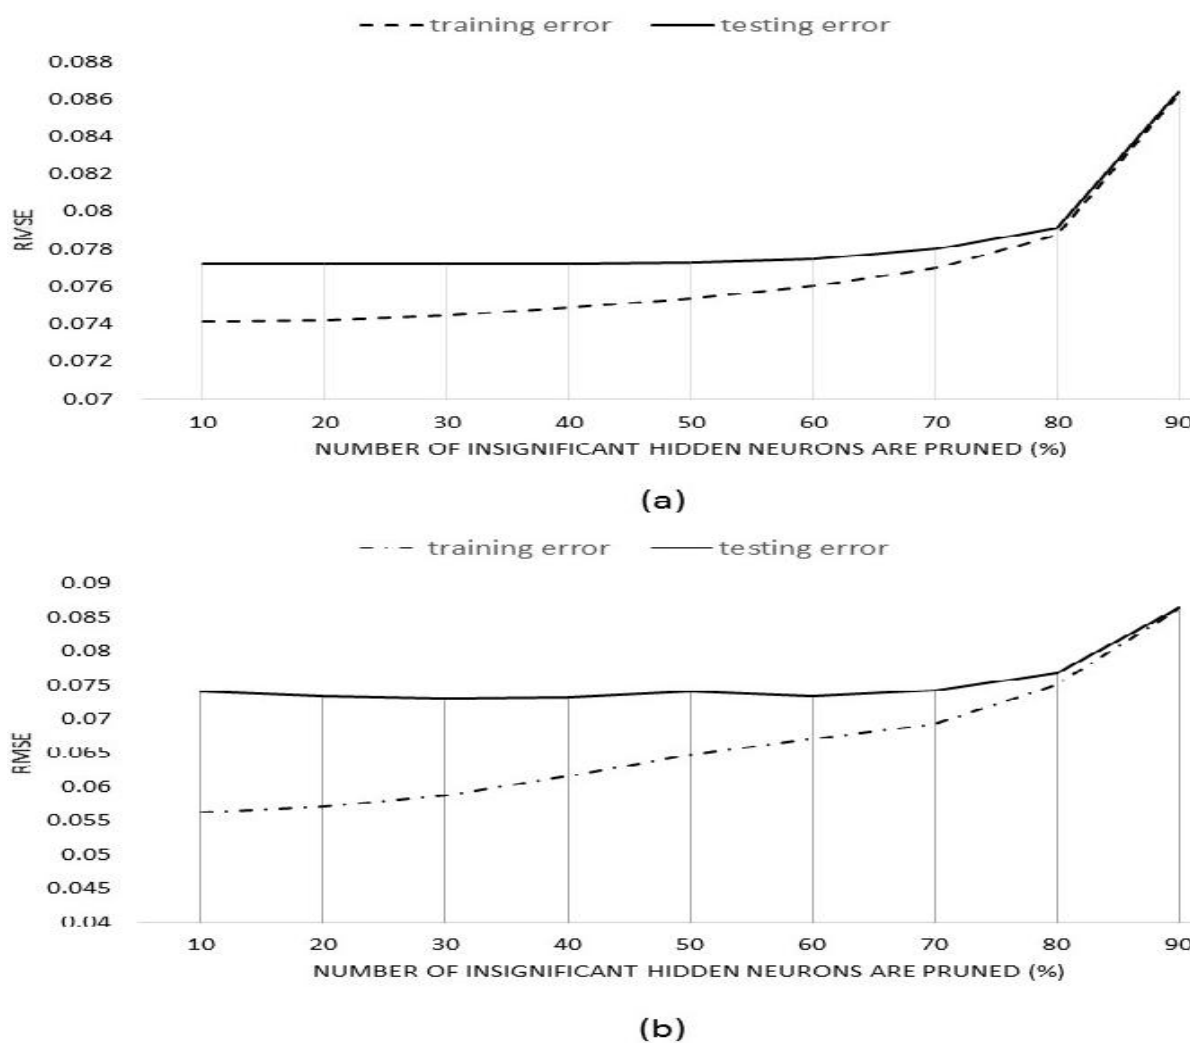 training error testing error
0.088
0.086
0.084
0.082
0.08
0.078
0.076
0.074
0.072
0.07
RMSE
10 20 30 40 50 60 70 80 90
NUMBER OF INSIGNIFICANT HIDDEN NEURONS ARE PRUNED (%)
(a)
training error testing error
0.09
0.085
0.08
0.075
0.07
0.065
0.06
0.055
0.05
0.045
0.04
RMSE
10 20 30 40 50 60 70 80 90
NUMBER OF INSIGNIFICANT HIDDEN NEURONS ARE PRUNED (%)
(b)